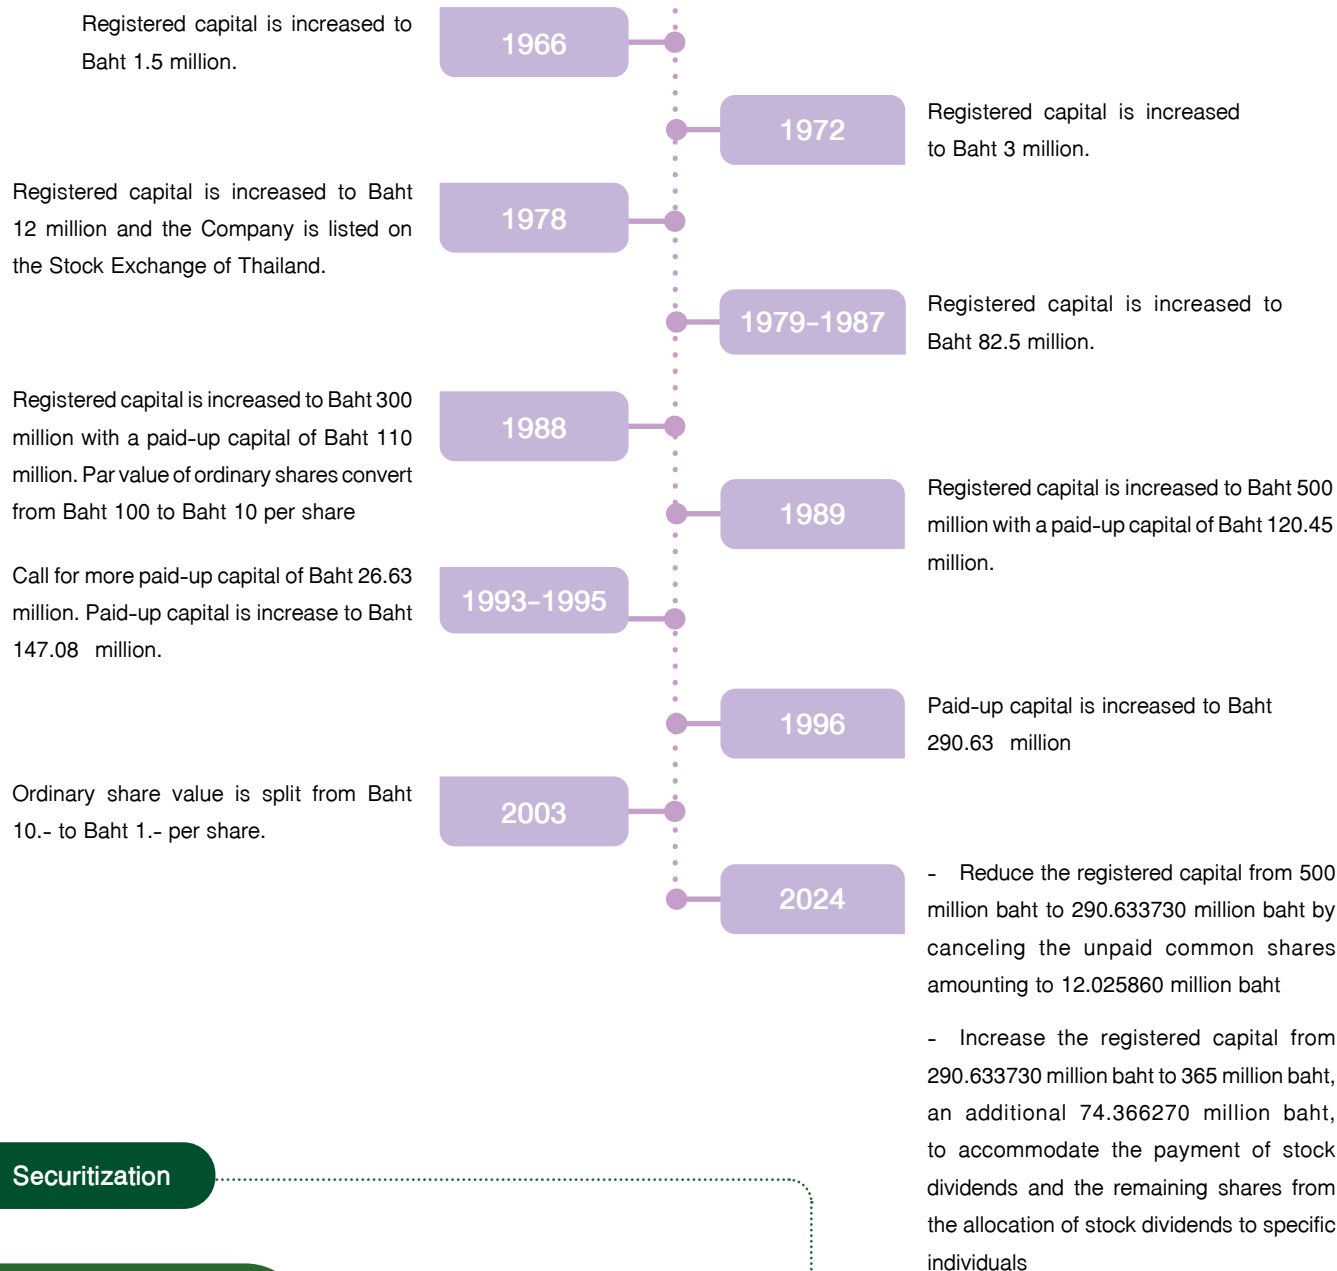 Registered capital is increased to
Baht 1.5 million.
1966
1972
Registered capital is increased
to Baht 3 million.
Registered capital is increased to Baht
12 million and the Company is listed on
the Stock Exchange of Thailand.
1978
1979-1987
Registered capital is increased to
Baht 82.5 million.
Registered capital is increased to Baht 300
million with a paid-up capital of Baht 110
million. Par value of ordinary shares convert
from Baht 100 to Baht 10 per share
1988
1989
Registered capital is increased to Baht 500
million with a paid-up capital of Baht 120.45
million.
Call for more paid-up capital of Baht 26.63
million. Paid-up capital is increase to Baht
147.08 million.
1993-1995
1996
Paid-up capital is increased to Baht
290.63 million
Ordinary share value is split from Baht
10.- to Baht 1.- per share.
2003
2024
- Reduce the registered capital from 500
million baht to 290.633730 million baht by
canceling the unpaid common shares
amounting to 12.025860 million baht
- Increase the registered capital from
290.633730 million baht to 365 million baht,
an additional 74.366270 million baht,
to accommodate the payment of stock
dividends and the remaining shares from
the allocation of stock dividends to specific
individuals
Securitization